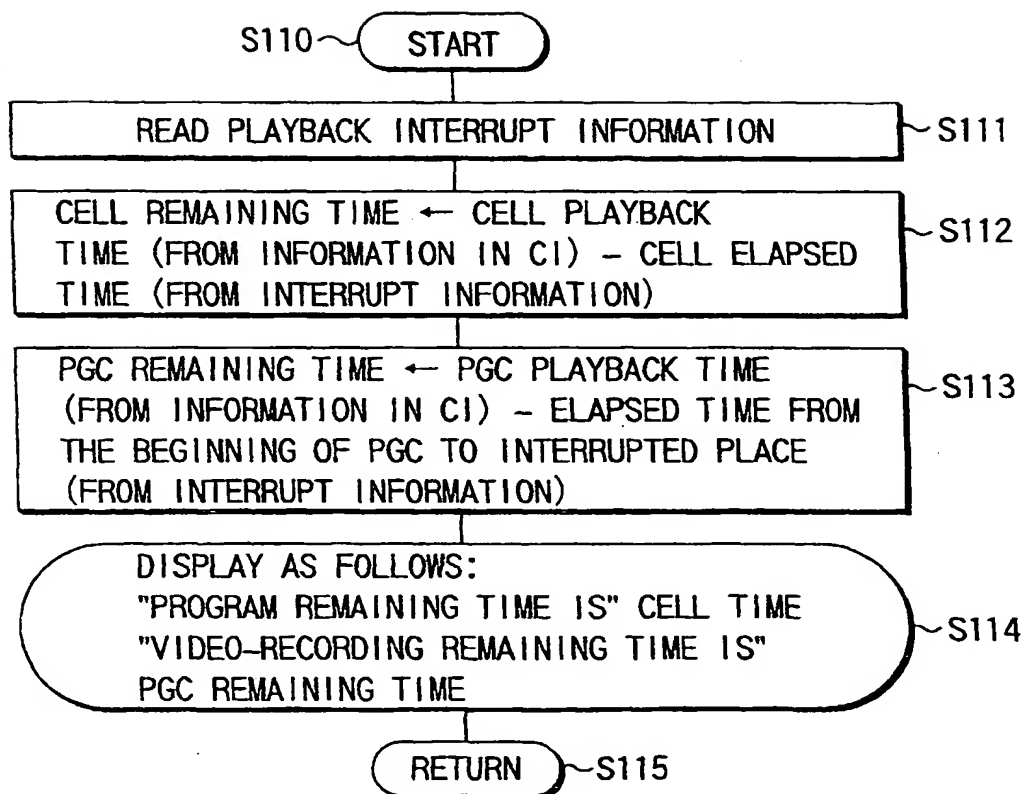 S110 START
READ PLAYBACK INTERRUPT INFORMATION S111
CELL REMAINING TIME ← CELL PLAYBACK
TIME (FROM INFORMATION IN CI) – CELL ELAPSED
TIME (FROM INTERRUPT INFORMATION)
S112
PGC REMAINING TIME ← PGC PLAYBACK TIME
(FROM INFORMATION IN CI) – ELAPSED TIME FROM
THE BEGINNING OF PGC TO INTERRUPTED PLACE
(FROM INTERRUPT INFORMATION)
S113
DISPLAY AS FOLLOWS:
"PROGRAM REMAINING TIME IS" CELL TIME
"VIDEO–RECORDING REMAINING TIME IS"
PGC REMAINING TIME
S114
RETURN S115